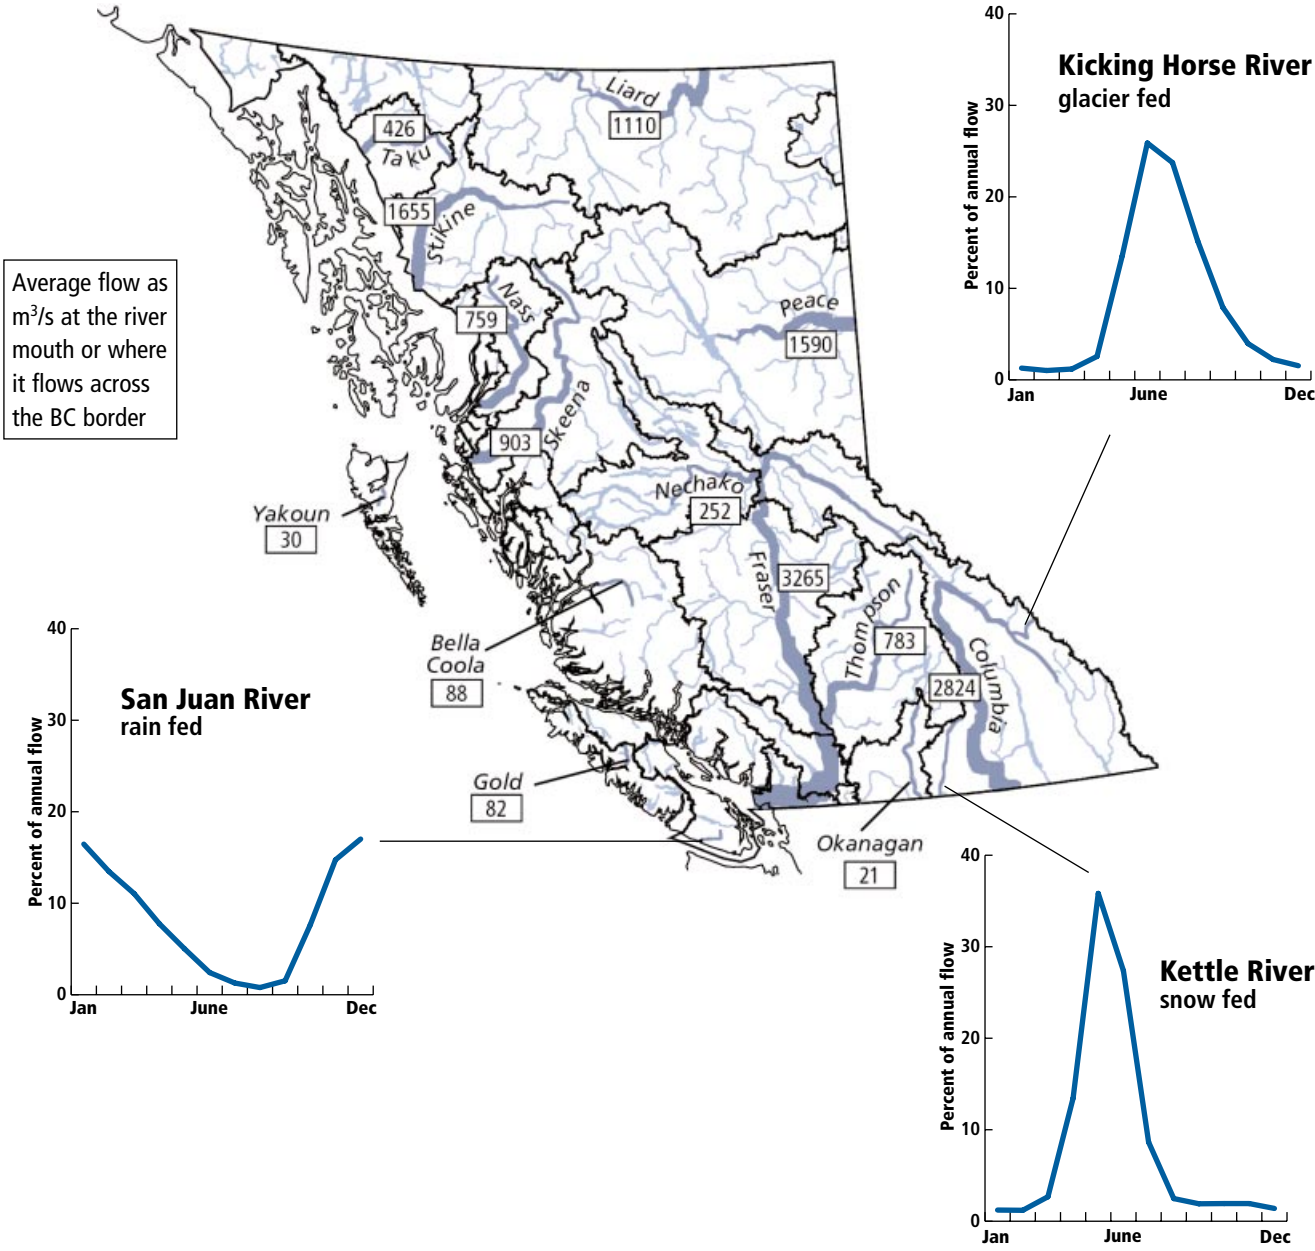 40
Kicking Horse River
glacier fed
Percent of annual flow
30
20
10
0
Jan
June
Dec
Liard
1110
426
Taku
1655
Stikine
Average flow as
m³/s at the river
mouth or where
it flows across
the BC border
Nass
759
Peace
1590
Skeena
903
Nechako
252
Yakoun
30
Fraser
3265
Thompson
783
Columbia
2824
Bella
Coola
88
Gold
82
Okanagan
21
40
San Juan River
rain fed
Percent of annual flow
30
20
10
0
Jan
June
Dec
40
Kettle River
snow fed
Percent of annual flow
30
20
10
0
Jan
June
Dec